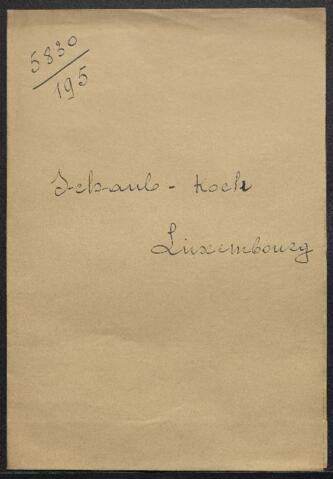 5830
195
Schaul - Koch
Luxembourg